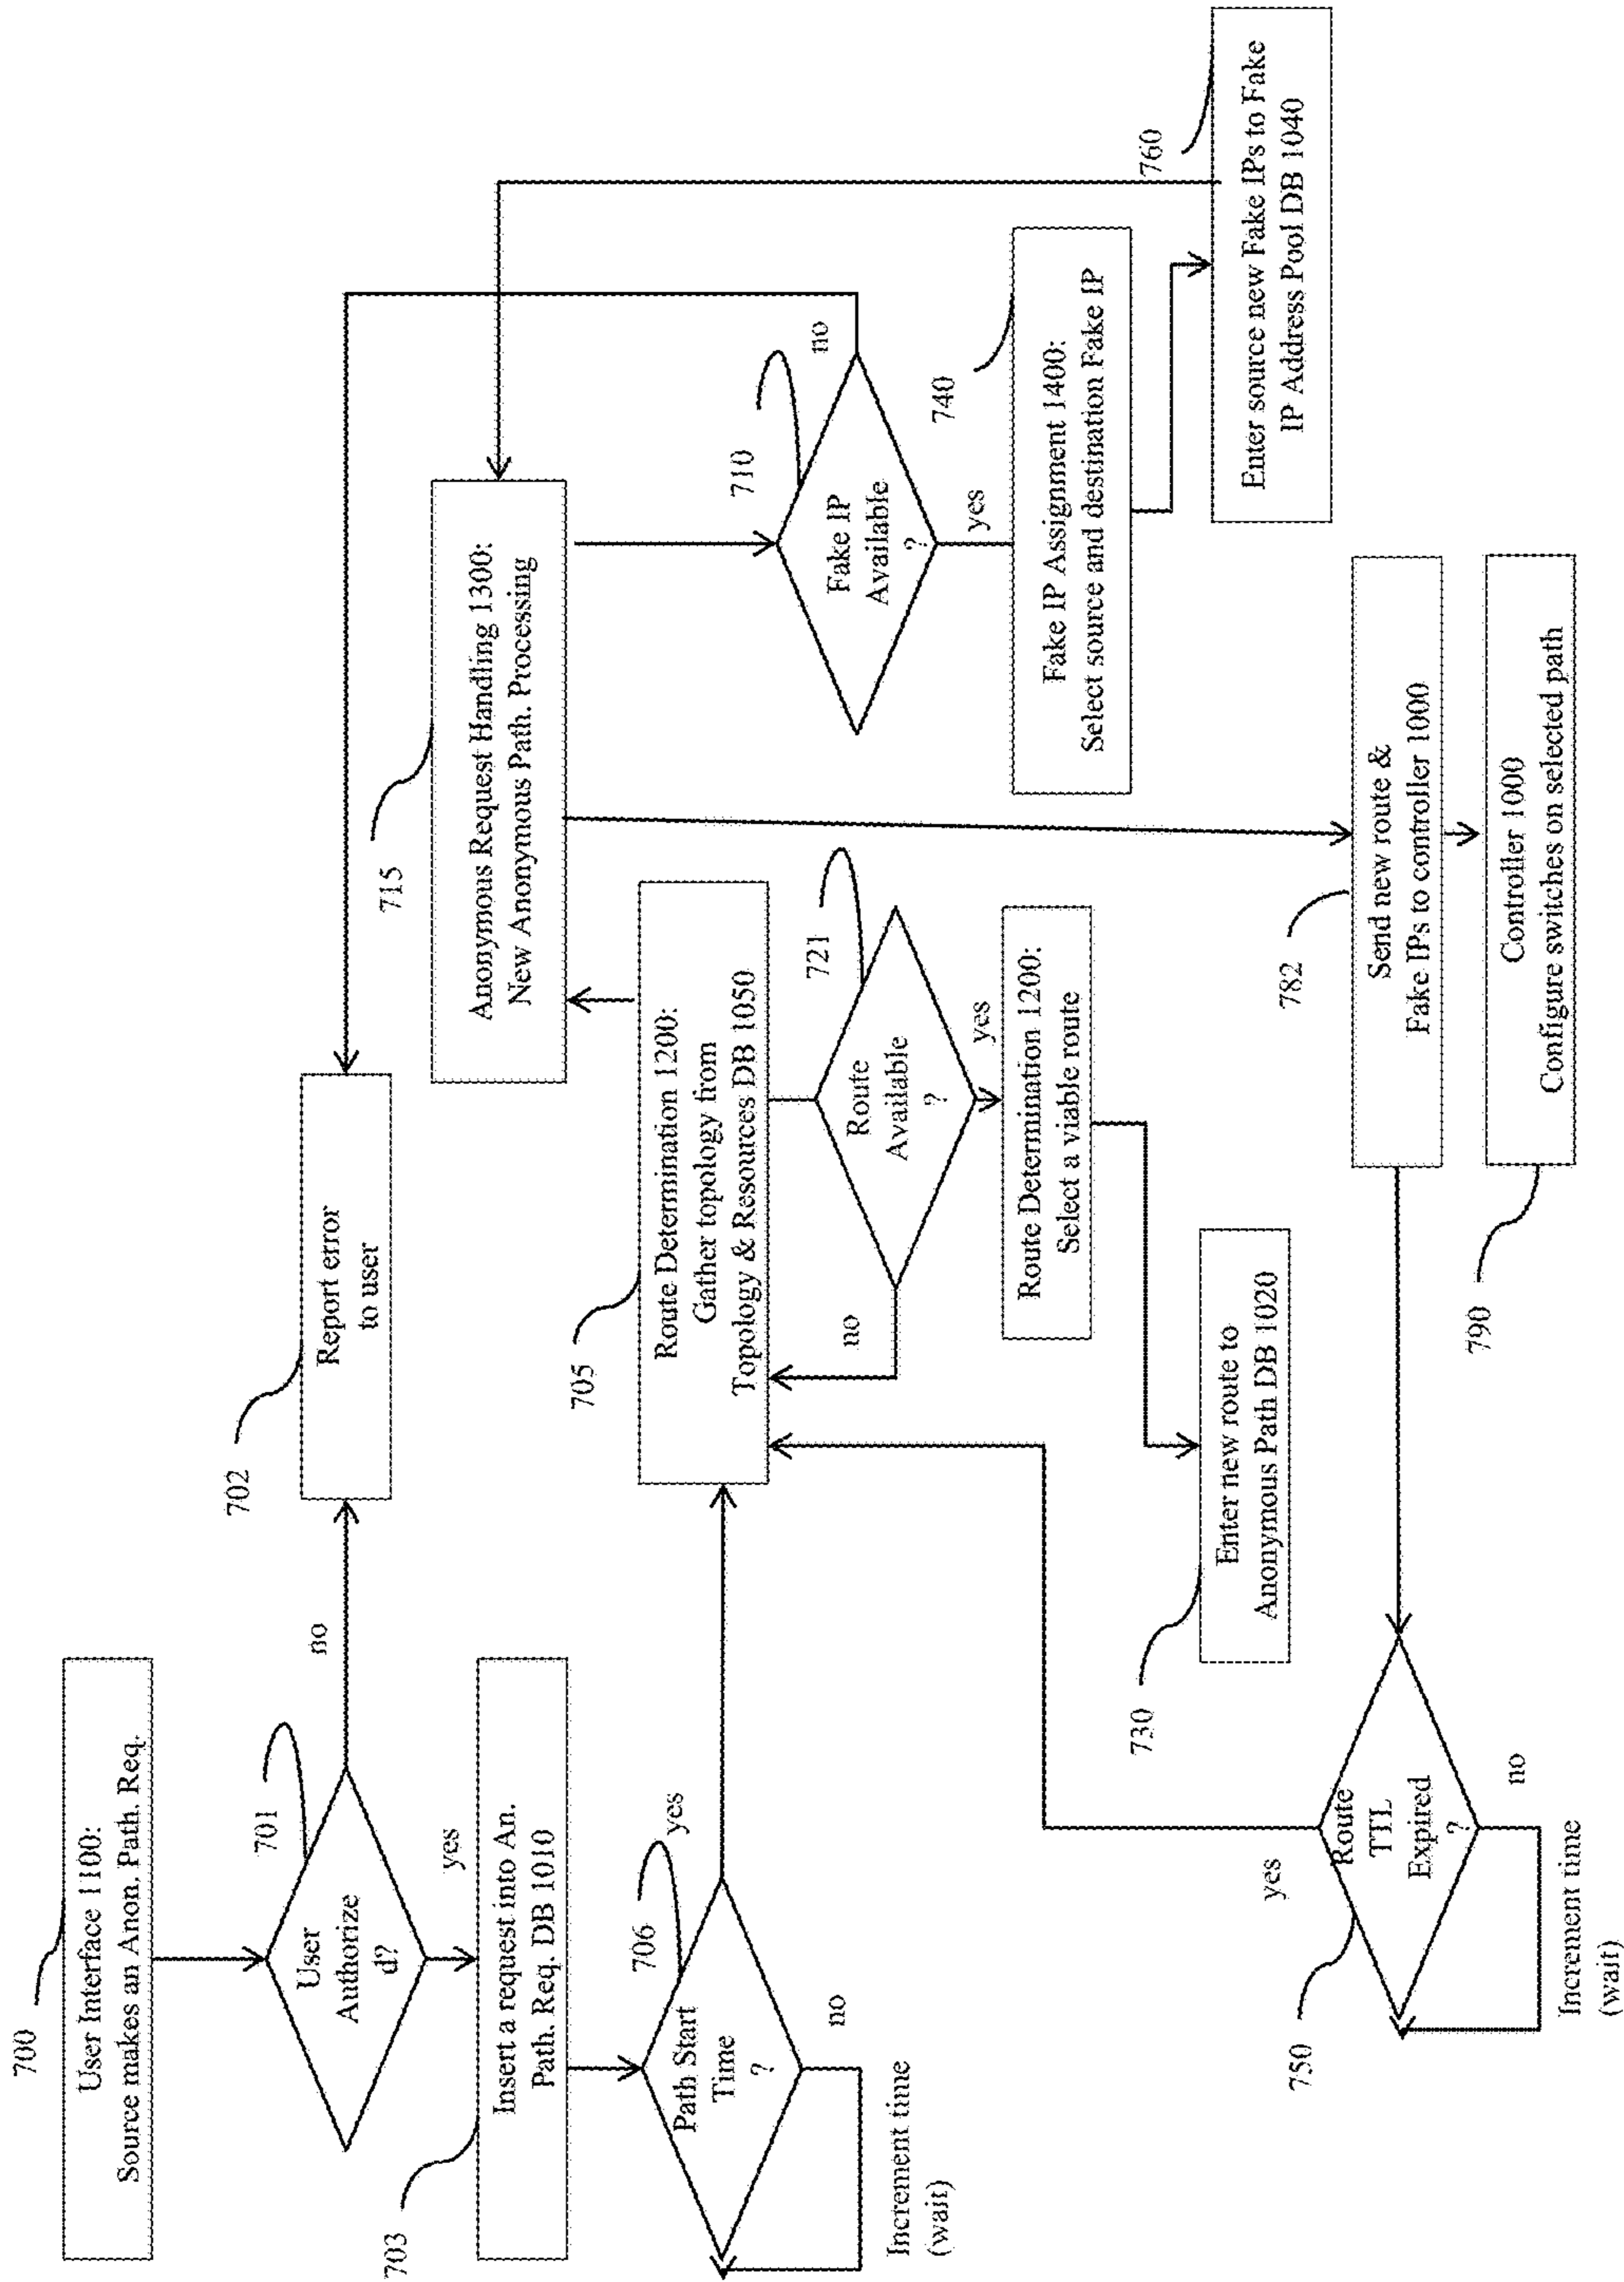 700
User Interface 1100:
Source makes an Anon. Path. Req.
701
User
Authorize
d?
no
yes
702
Report error
to user
703
Insert a request into An.
Path. Req. DB 1010
706
Path Start
Time
?
yes
no
Increment time
(wait)
705
Route Determination 1200:
Gather topology from
Topology & Resources DB 1050
715
Anonymous Request Handling 1300:
New Anonymous Path. Processing
721
Route
Available
?
no
yes
Route Determination 1200:
Select a viable route
730
Enter new route to
Anonymous Path DB 1020
710
Fake IP
Available
?
no
yes
740
Fake IP Assignment 1400:
Select source and destination Fake IP
760
Enter source new Fake IPs to Fake
IP Address Pool DB 1040
750
Route
TTL
Expired
?
yes
no
Increment time
(wait)
782
Send new route &
Fake IPs to controller 1000
790
Controller 1000
Configure switches on selected path